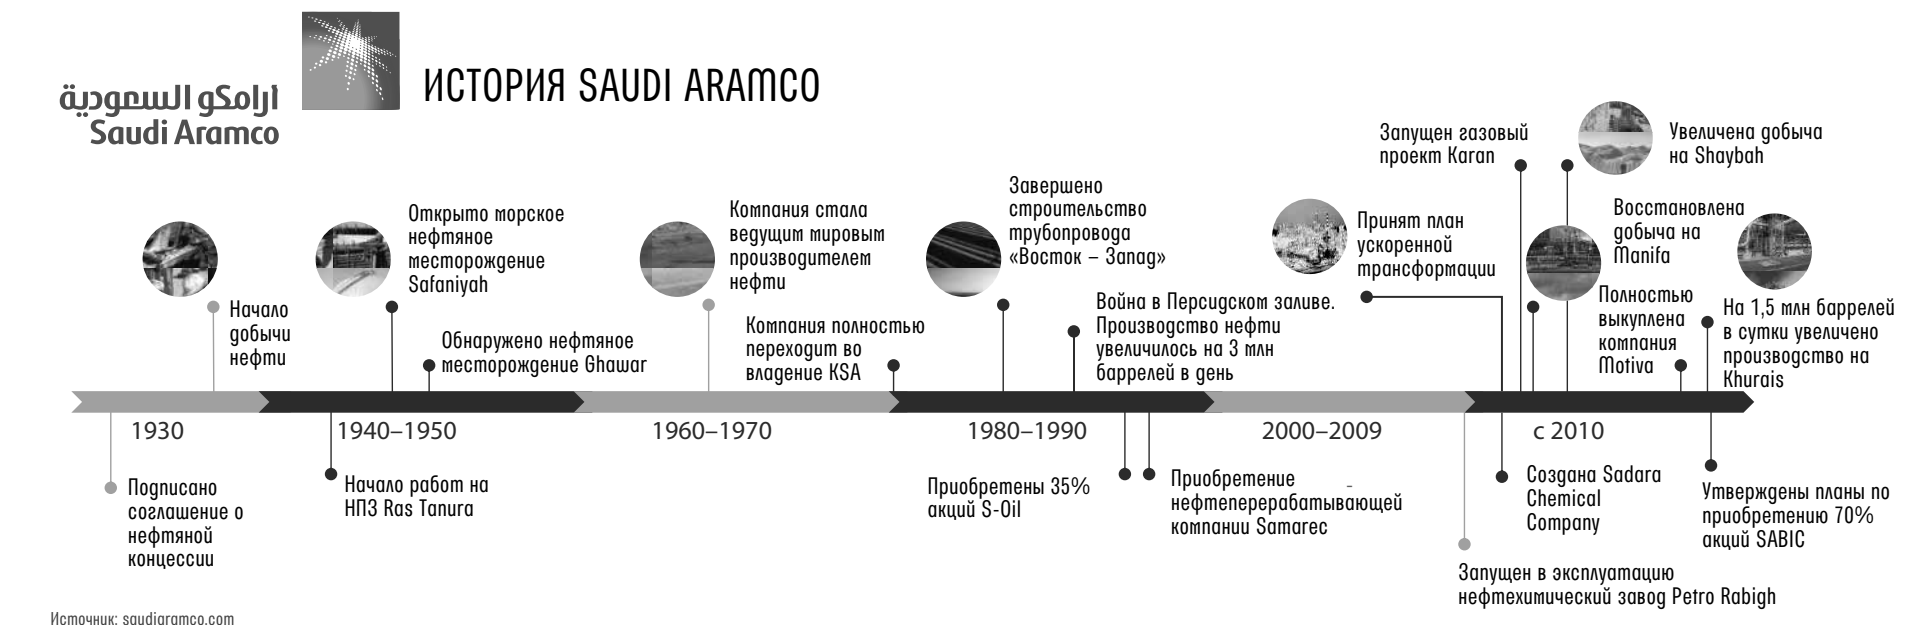 ارامكو السعودية
Saudi Aramco
ИСТОРИЯ SAUDI ARAMCO
Начало
добычи
нефти
Открыто морское
нефтяное
месторождение
Safaniyah
Обнаружено нефтяное
месторождение Ghawar
Компания стала
ведущим мировым
производителем
нефти
Компания полностью
переходит во
владение KSA
Завершено
строительство
трубопровода
«Восток – Запад»
Война в Персидском заливе.
Производство нефти
увеличилось на 3 млн
баррелей в день
Принят план
ускоренной
трансформации
Запущен газовый
проект Karan
Увеличена добыча
на Shaybah
Восстановлена
добыча на
Manifa
Полностью
выкуплена
компания
Motiva
На 1,5 млн баррелей
в сутки увеличено
производство на
Khurais
1930
1940–1950
1960–1970
1980–1990
2000–2009
с 2010
Подписано
соглашение о
нефтяной
концессии
Начало работ на
НПЗ Ras Tanura
Приобретены 35%
акций S-Oil
Приобретение -
нефтеперерабатывающей
компании Samarec
Запущен в эксплуатацию
нефтехимический завод Petro Rabigh
Создана Sadara
Chemical
Company
Утверждены планы по
приобретению 70%
акций SABIC
Источник: saudiaramco.com